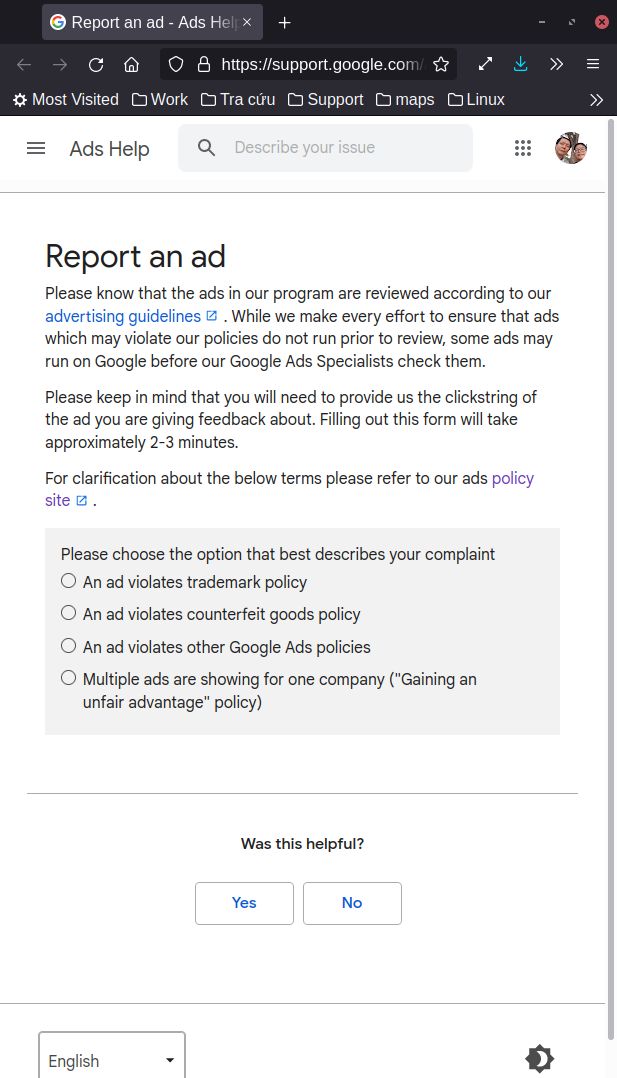 Report an ad - Ads Help
https://support.google.com/
Most Visited Work Tra cứu Support maps Linux
Ads Help Describe your issue
Report an ad
Please know that the ads in our program are reviewed according to our
advertising guidelines . While we make every effort to ensure that ads
which may violate our policies do not run prior to review, some ads may
run on Google before our Google Ads Specialists check them.
Please keep in mind that you will need to provide us the clickstring of
the ad you are giving feedback about. Filling out this form will take
approximately 2-3 minutes.
For clarification about the below terms please refer to our ads policy
site .
Please choose the option that best describes your complaint
An ad violates trademark policy
An ad violates counterfeit goods policy
An ad violates other Google Ads policies
Multiple ads are showing for one company ("Gaining an
unfair advantage" policy)
Was this helpful?
Yes No
English